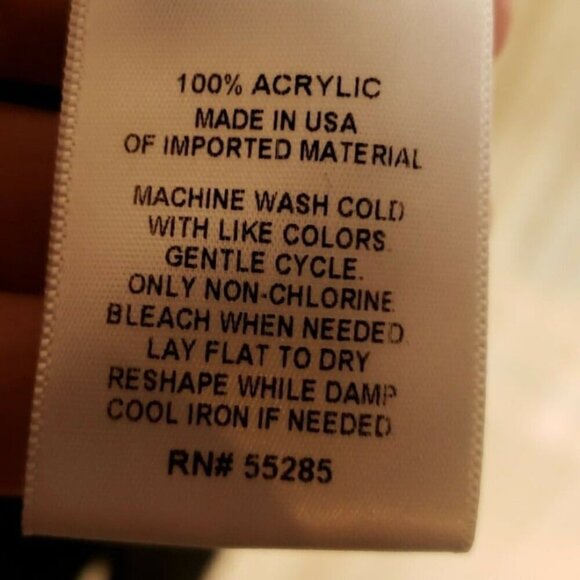 100% ACRYLIC
MADE IN USA
OF IMPORTED MATERIAL
MACHINE WASH COLD
WITH LIKE COLORS.
GENTLE CYCLE.
ONLY NON-CHLORINE
BLEACH WHEN NEEDED
LAY FLAT TO DRY
RESHAPE WHILE DAMP
COOL IRON IF NEEDED
RN# 55285